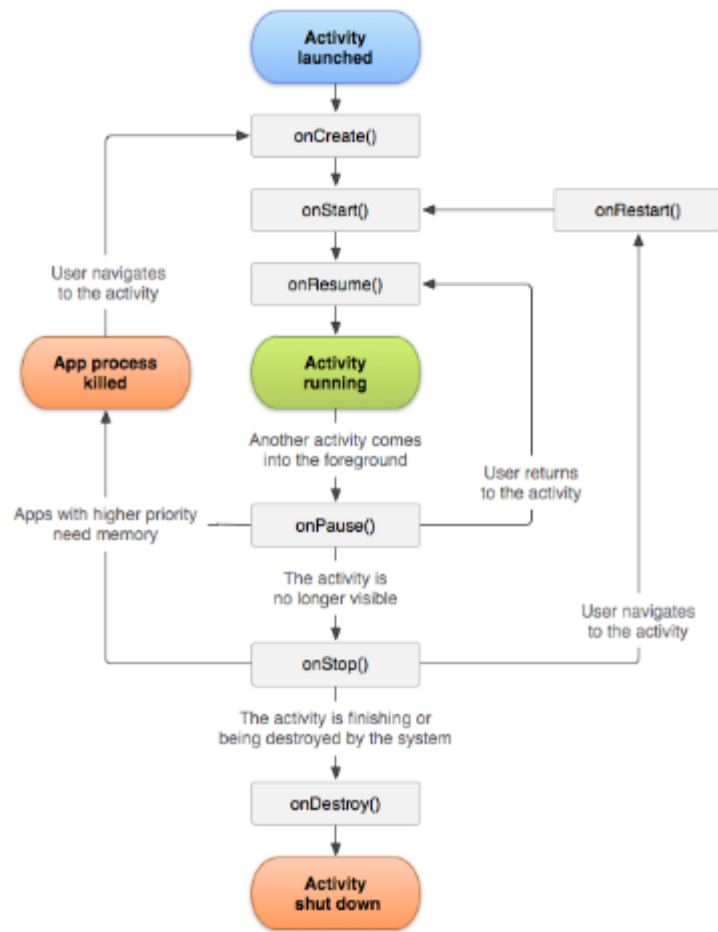 Activity
launched
onCreate()
onStart()
onRestart()
User navigates
to the activity
onResume()
App process
killed
Activity
running
Another activity comes
into the foreground
User returns
to the activity
Apps with higher priority
need memory
onPause()
The activity is
no longer visible
User navigates
to the activity
onStop()
The activity is finishing or
being destroyed by the system
onDestroy()
Activity
shut down